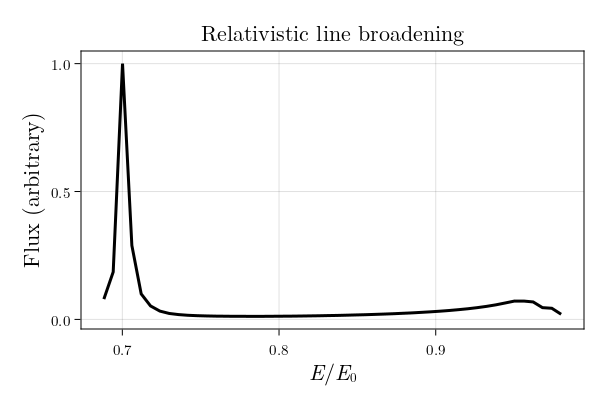 Relativistic line broadening
Flux (arbitrary)
1.0
0.5
0.0
0.7 0.8 0.9
E/E₀